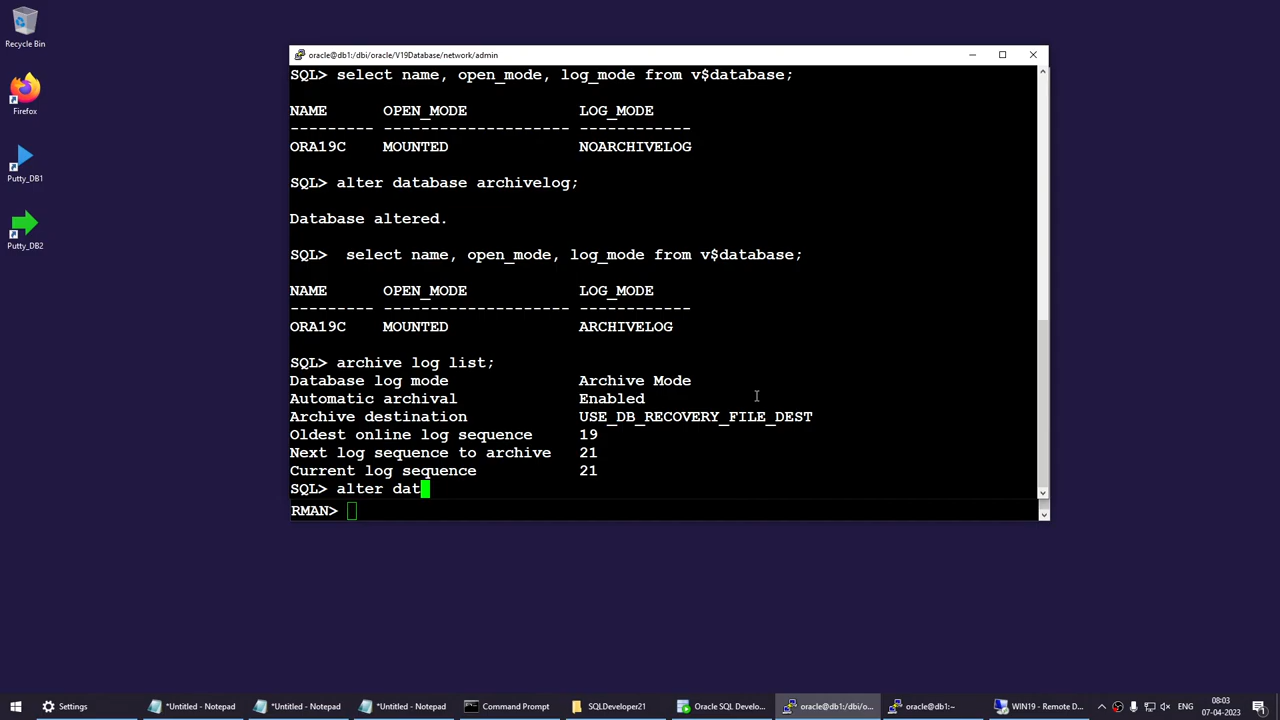 Recycle Bin
Firefox
Putty_DB1
Putty_DB2
oracle@db1:/dbi/oracle/V19Database/network/admin
SQL> select name, open_mode, log_mode from v$database;
NAME OPEN_MODE LOG_MODE
--------- -------------------- ------------
ORA19C MOUNTED NOARCHIVELOG
SQL> alter database archivelog;
Database altered.
SQL>  select name, open_mode, log_mode from v$database;
NAME OPEN_MODE LOG_MODE
--------- -------------------- ------------
ORA19C MOUNTED ARCHIVELOG
SQL> archive log list;
Database log mode Archive Mode
Automatic archival Enabled
Archive destination USE_DB_RECOVERY_FILE_DEST
Oldest online log sequence 19
Next log sequence to archive 21
Current log sequence 21
SQL> alter dat
RMAN>
Settings *Untitled - Notepad *Untitled - Notepad *Untitled - Notepad Command Prompt SQLDeveloper21 Oracle SQL Develo... oracle@db1:/dbi/o... oracle@db1:~ WIN19 - Remote D... ENG 08:03
07-04-2023